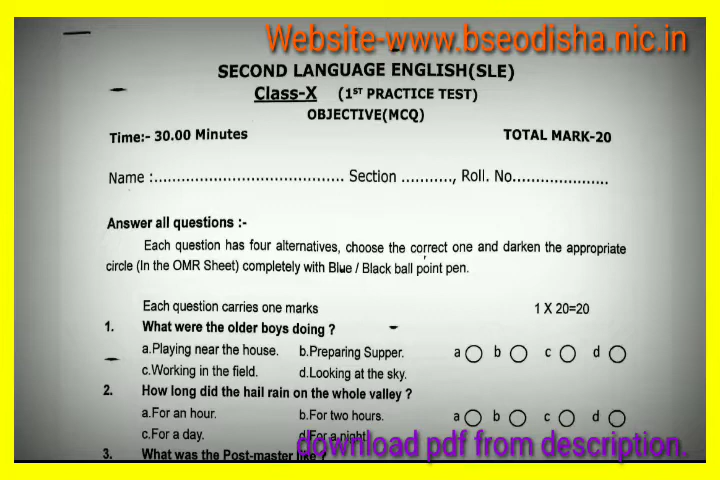 Website-www.bseodisha.nic.in
SECOND LANGUAGE ENGLISH(SLE)
Class-X (1ST PRACTICE TEST)
OBJECTIVE(MCQ)
Time:- 30.00 Minutes TOTAL MARK-20
Name :........................................ Section ..........., Roll. No....................
Answer all questions :-
Each question has four alternatives, choose the correct one and darken the appropriate
circle (In the OMR Sheet) completely with Blue / Black ball point pen.
Each question carries one marks 1 X 20=20
1. What were the older boys doing ?
a.Playing near the house. b.Preparing Supper. a b c d
c.Working in the field. d.Looking at the sky.
2. How long did the hail rain on the whole valley ?
a.For an hour. b.For two hours. a b c d
c.For a day. d.For a night.
download pdf from description.
3. What was the Post-master like ?